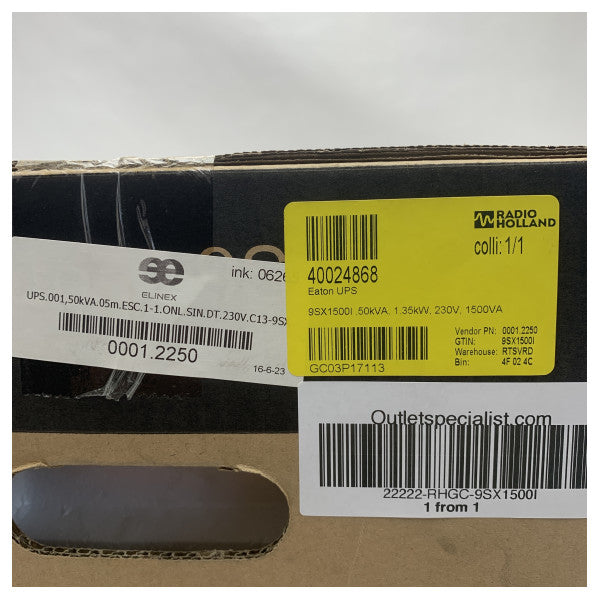 ELINEX
ink: 0626
UPS.001,50kVA.05m.ESC.1-1.ONL.SIN.DT.230V.C13-9SX
0001.2250
16-6-23
RADIO
HOLLAND
colli: 1/1
40024868
Eaton UPS
9SX1500I ,50kVA, 1.35kW, 230V, 1500VA
Vendor PN: 0001.2250
GTIN: 9SX1500I
Warehouse: RTSVRD
Bin: 4F 02 4C
GC03P17113
Outletspecialist.com
22222-RHGC-9SX1500I
1 from 1